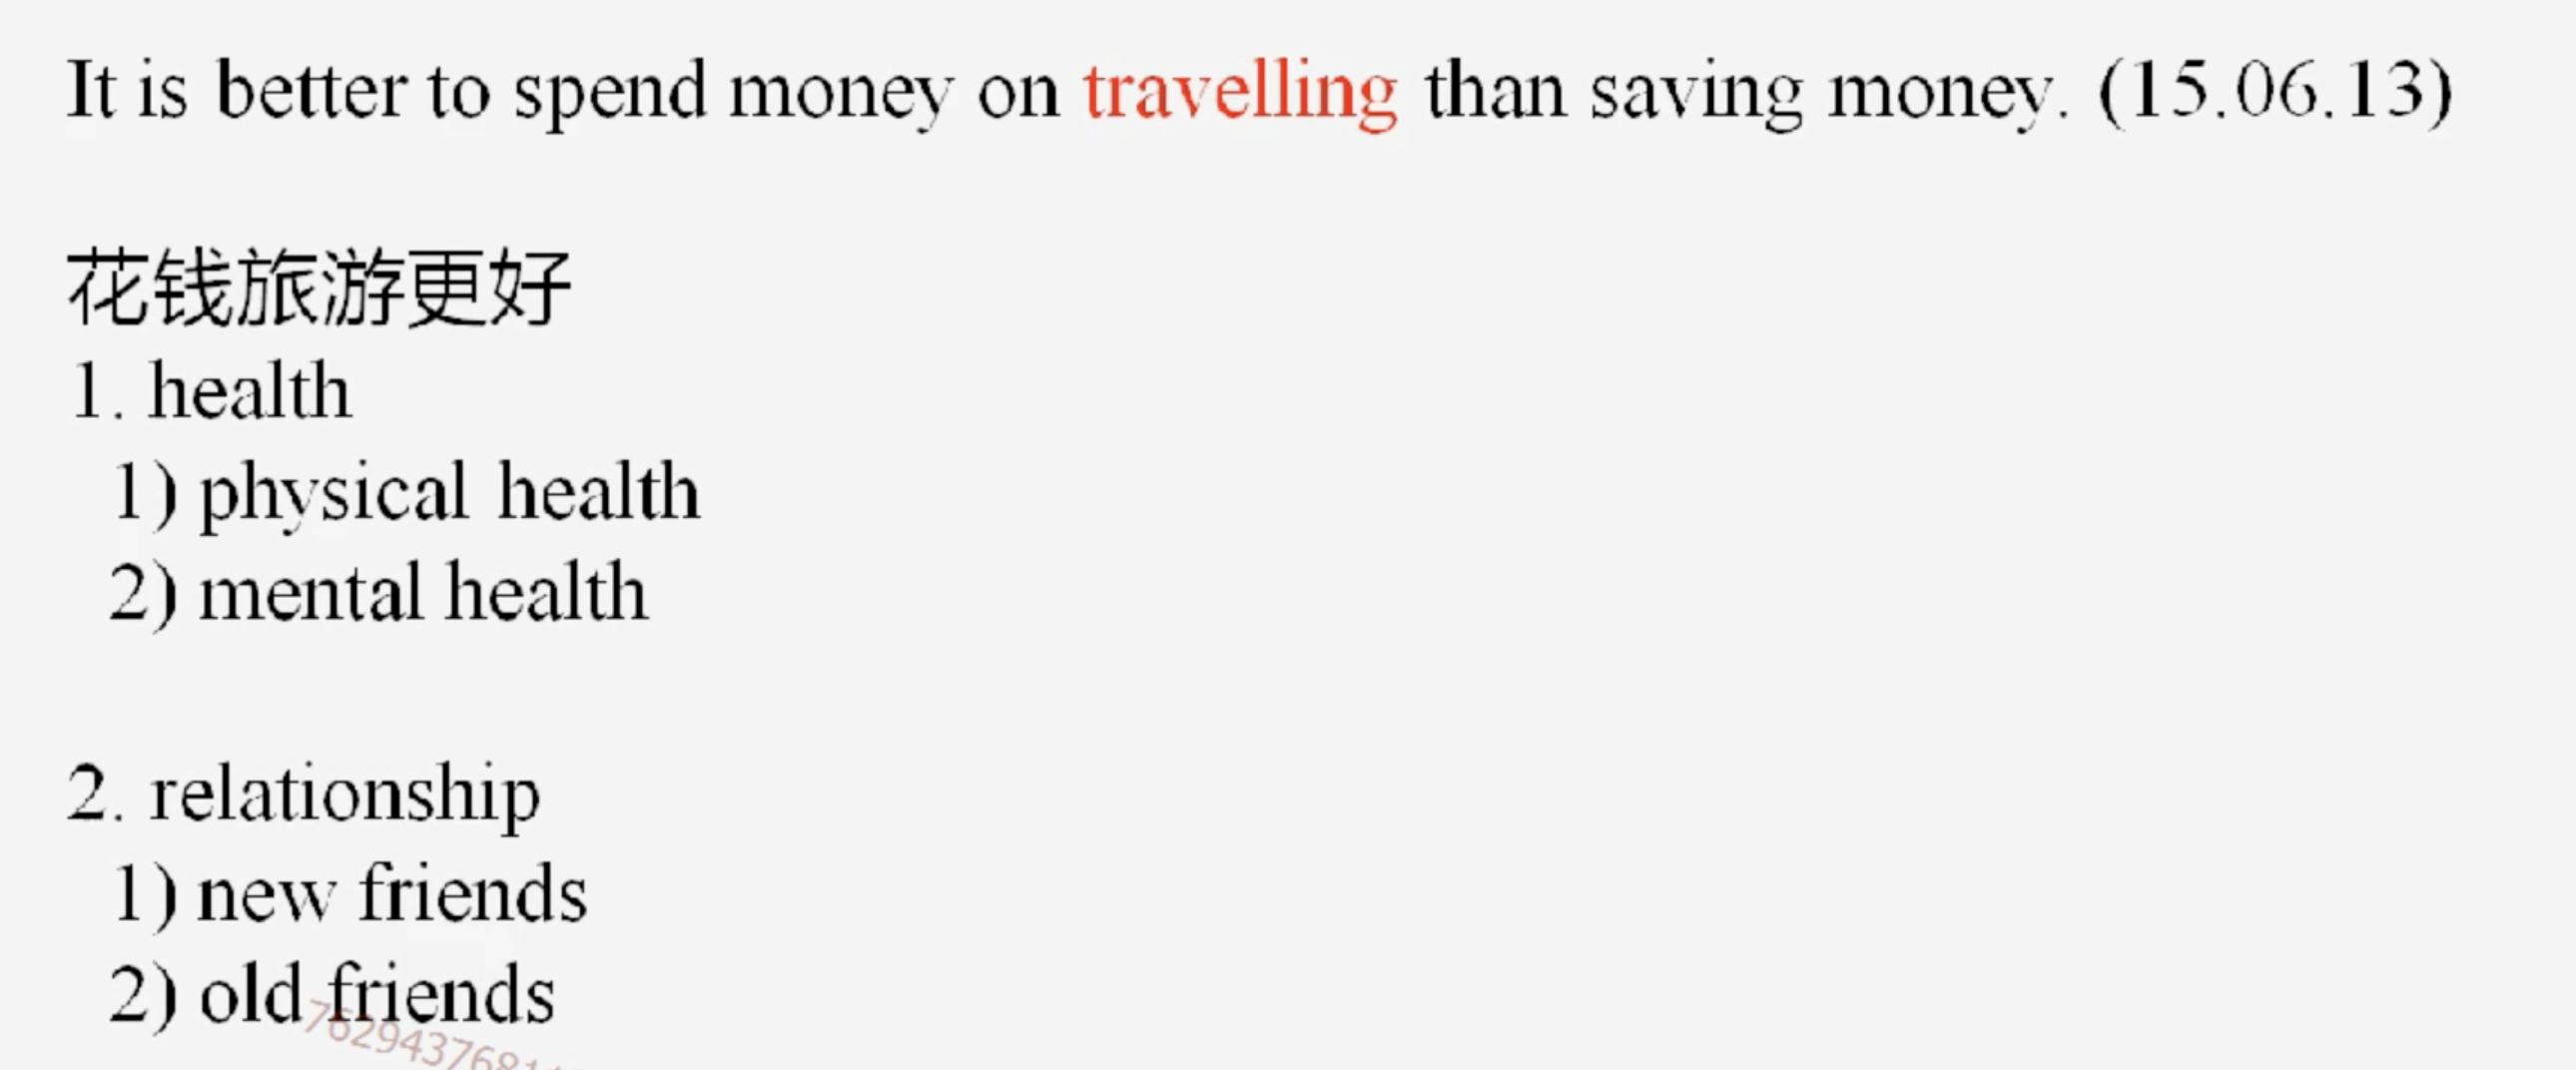 It is better to spend money on travelling than saving money. (15.06.13)
花钱旅游更好
1. health
1) physical health
2) mental health
2. relationship
1) new friends
2) old friends